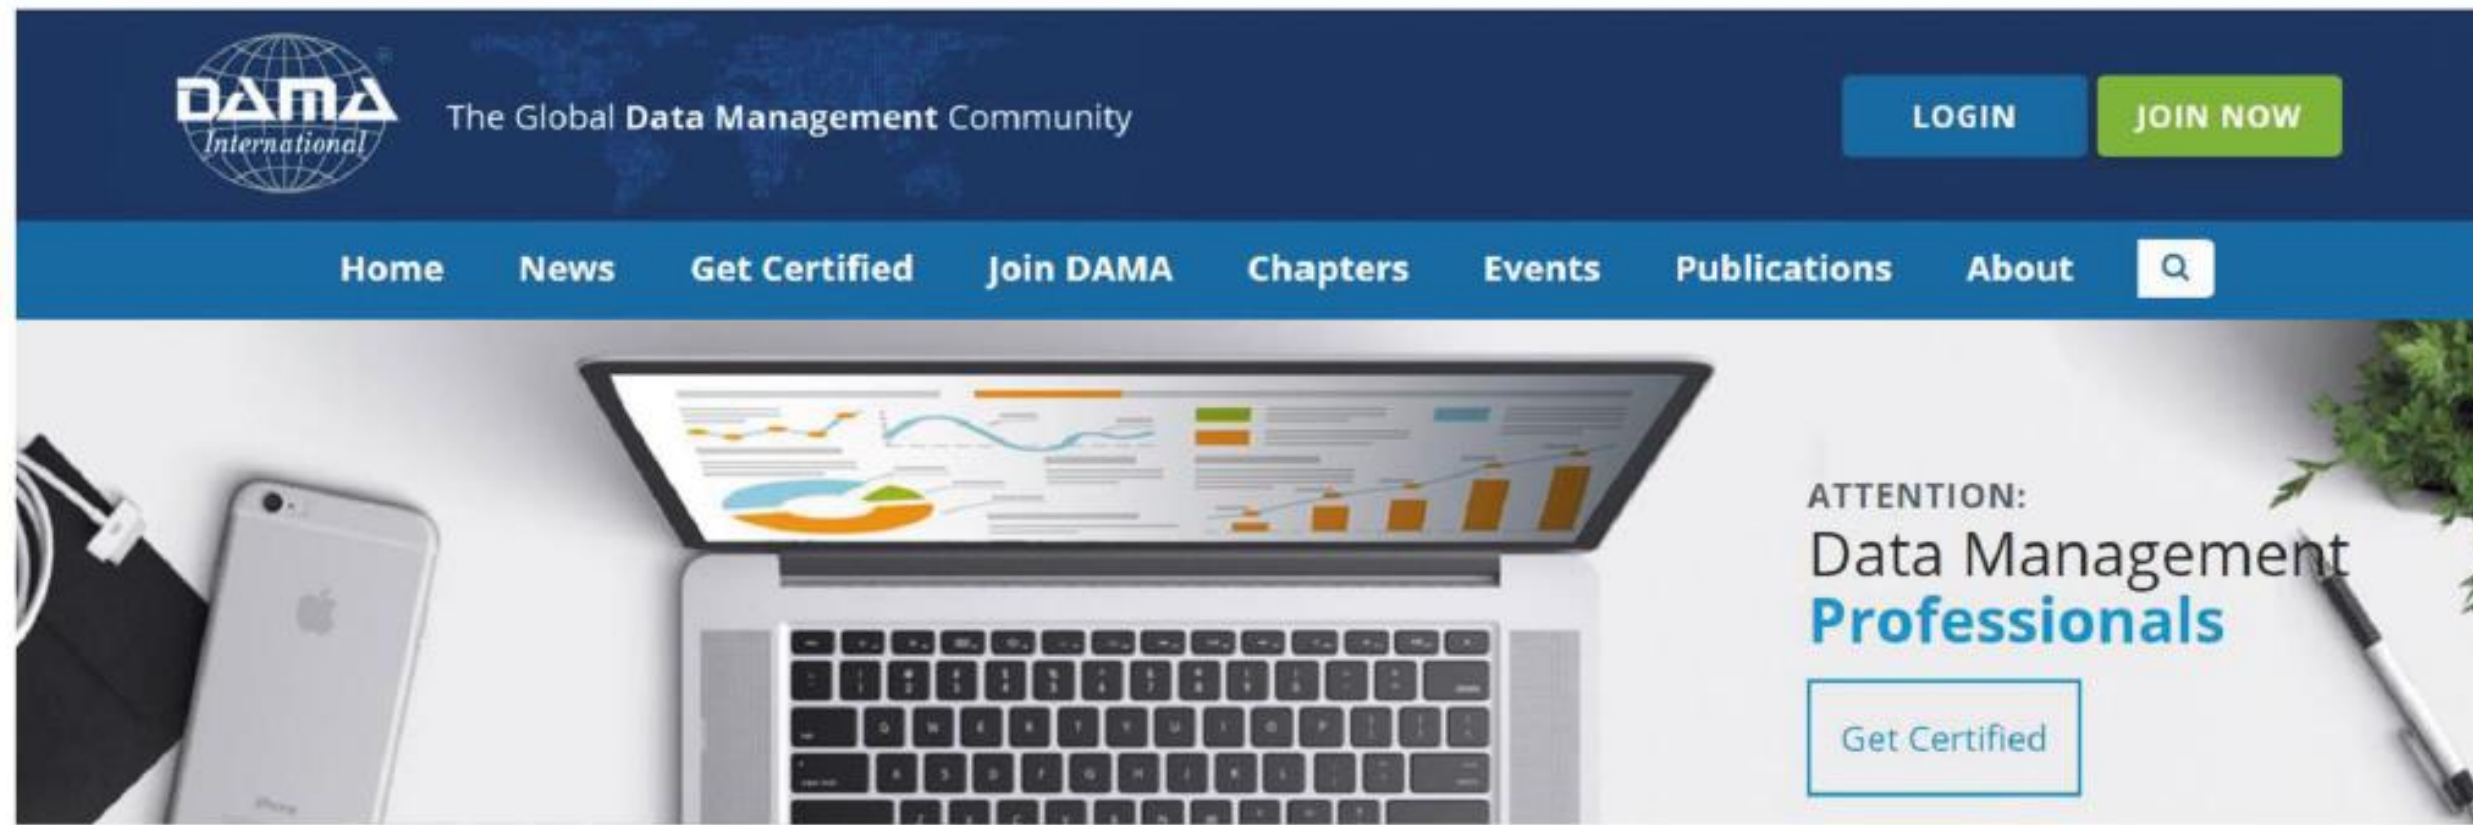 DAMA
International
®
The Global Data Management Community
LOGIN
JOIN NOW
Home News Get Certified Join DAMA Chapters Events Publications About
ATTENTION:
Data Management
Professionals
Get Certified
iPhone